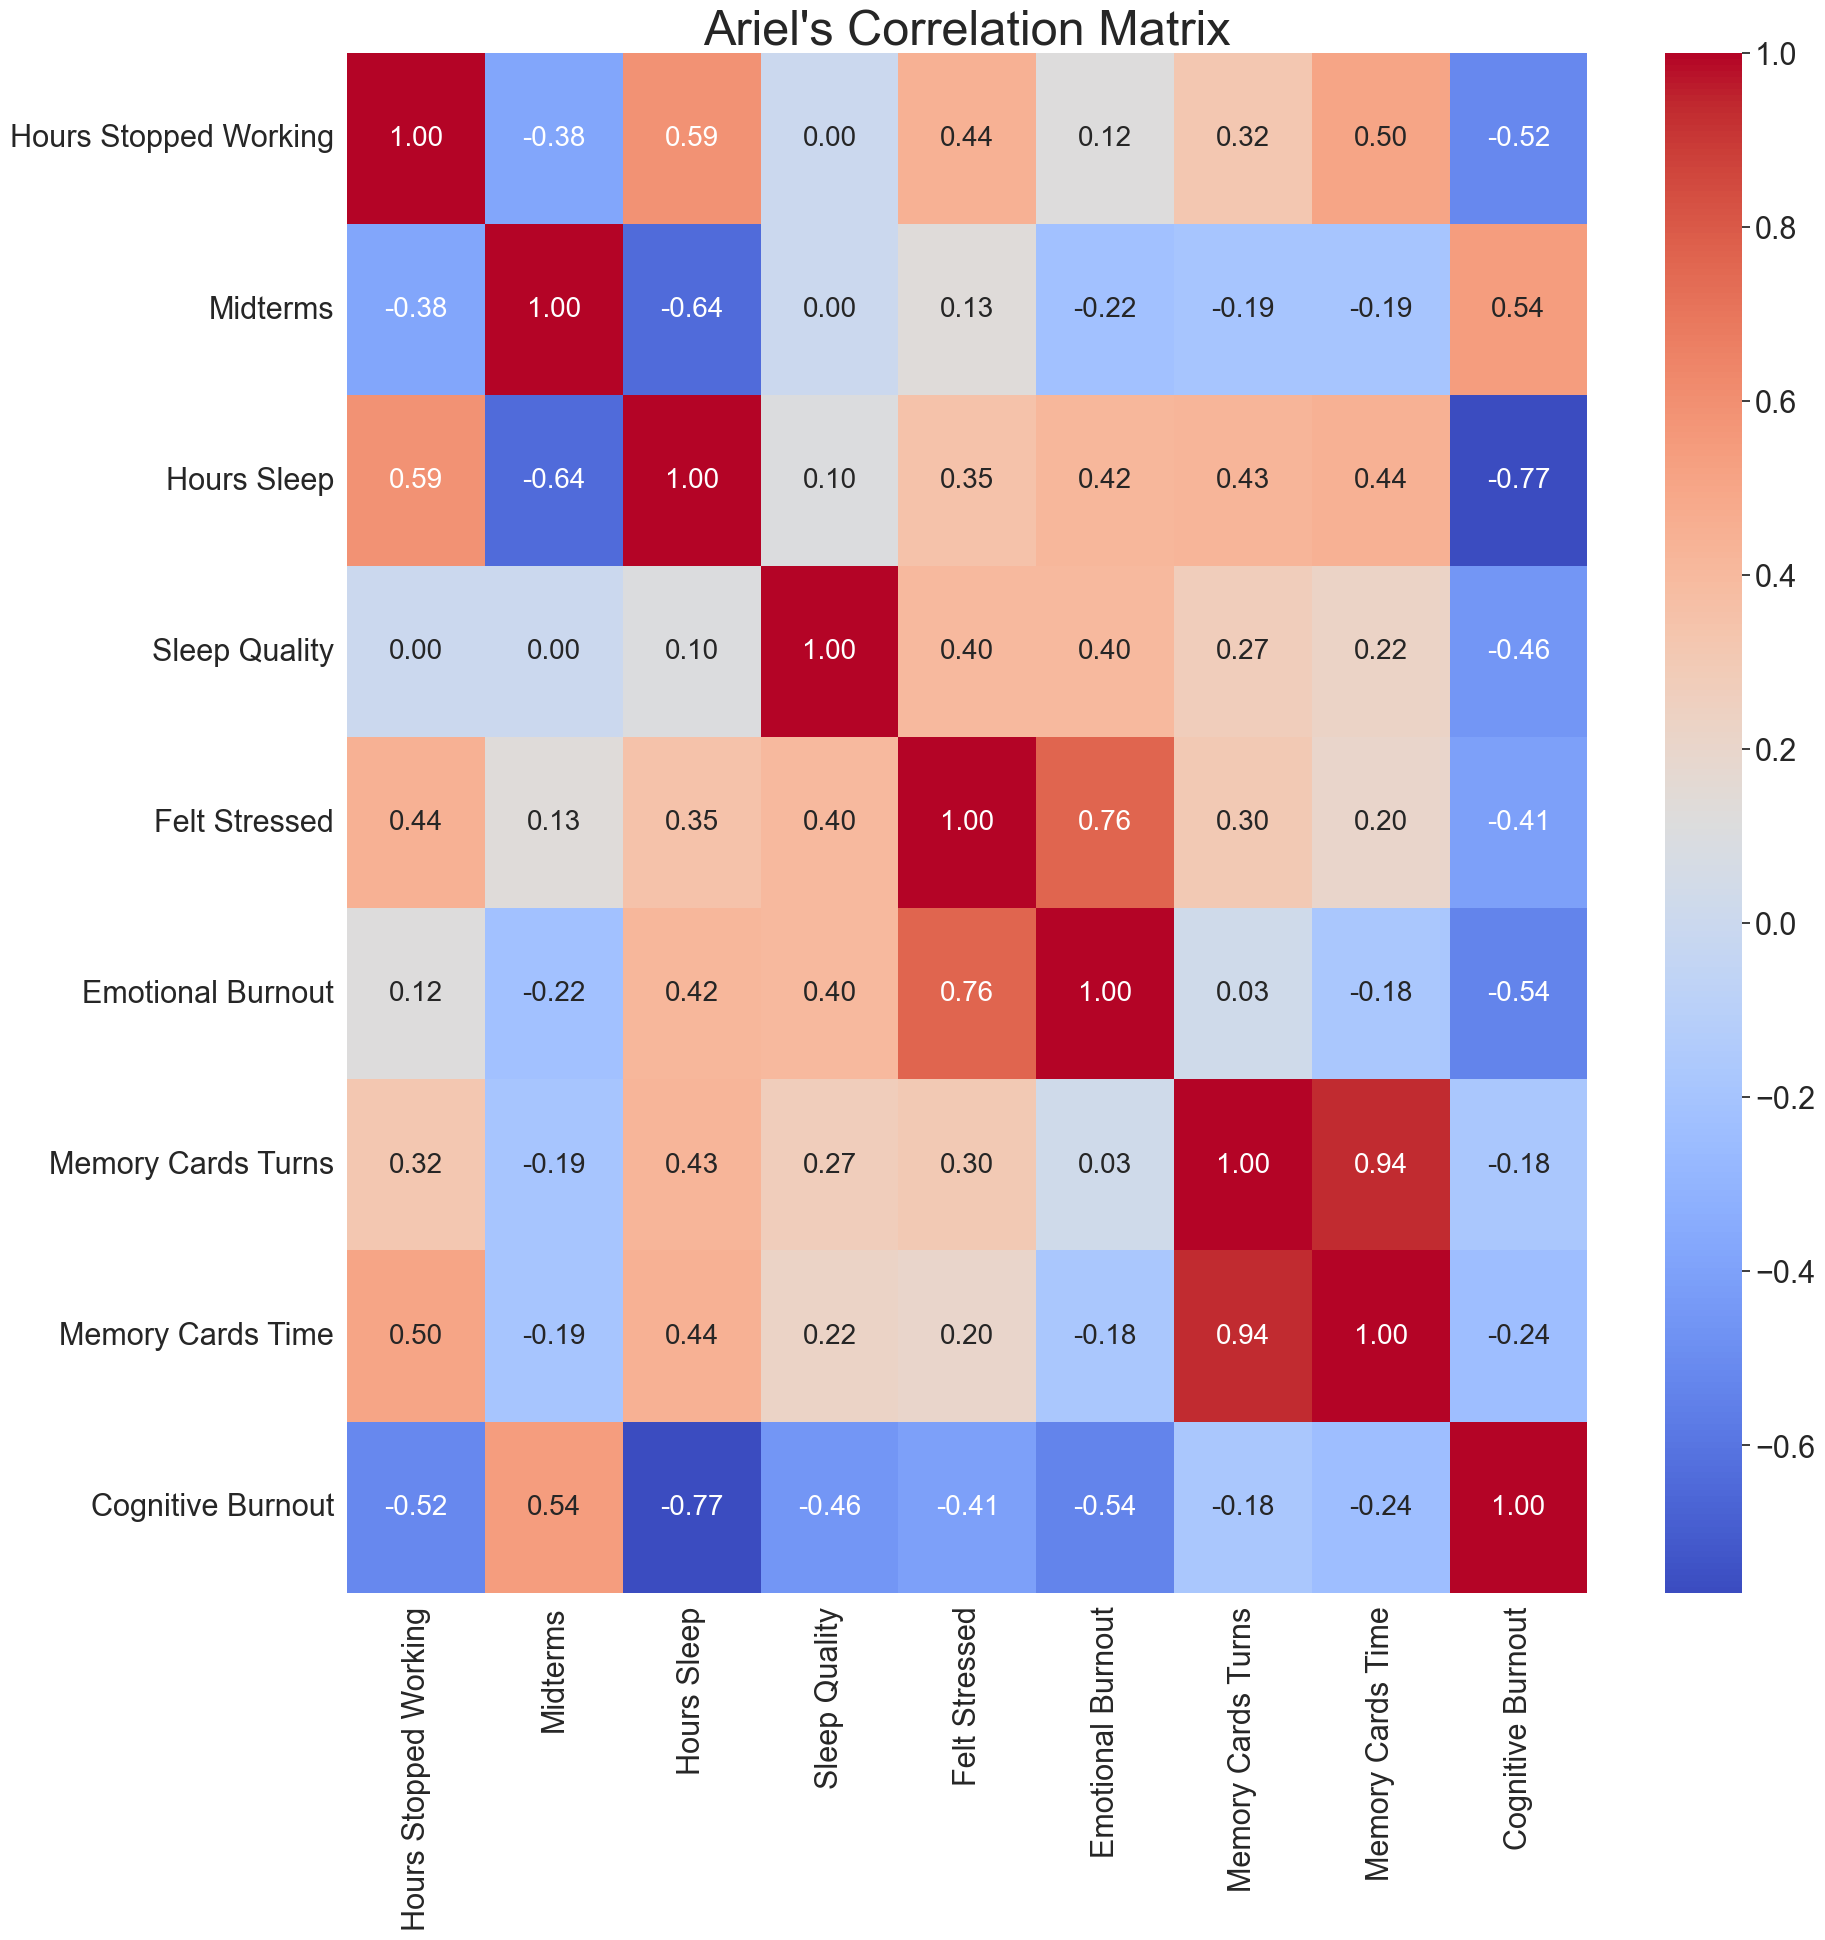 Ariel's Correlation Matrix
Hours Stopped Working 1.00 -0.38 0.59 0.00 0.44 0.12 0.32 0.50 -0.52
Midterms -0.38 1.00 -0.64 0.00 0.13 -0.22 -0.19 -0.19 0.54
Hours Sleep 0.59 -0.64 1.00 0.10 0.35 0.42 0.43 0.44 -0.77
Sleep Quality 0.00 0.00 0.10 1.00 0.40 0.40 0.27 0.22 -0.46
Felt Stressed 0.44 0.13 0.35 0.40 1.00 0.76 0.30 0.20 -0.41
Emotional Burnout 0.12 -0.22 0.42 0.40 0.76 1.00 0.03 -0.18 -0.54
Memory Cards Turns 0.32 -0.19 0.43 0.27 0.30 0.03 1.00 0.94 -0.18
Memory Cards Time 0.50 -0.19 0.44 0.22 0.20 -0.18 0.94 1.00 -0.24
Cognitive Burnout -0.52 0.54 -0.77 -0.46 -0.41 -0.54 -0.18 -0.24 1.00
Hours Stopped Working
Midterms
Hours Sleep
Sleep Quality
Felt Stressed
Emotional Burnout
Memory Cards Turns
Memory Cards Time
Cognitive Burnout
1.0
0.8
0.6
0.4
0.2
0.0
−0.2
−0.4
−0.6